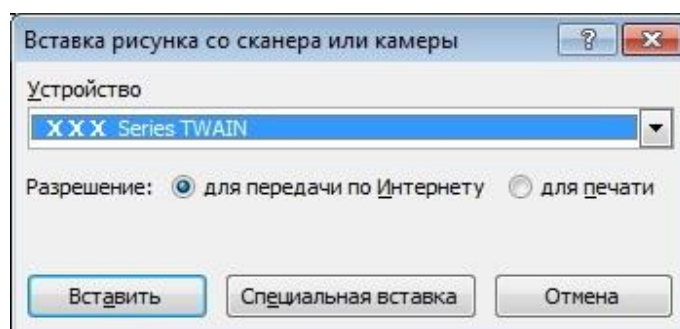 Вставка рисунка со сканера или камеры
Устройство
X X X Series TWAIN
Разрешение: для передачи по Интернету для печати
Вставить Специальная вставка Отмена